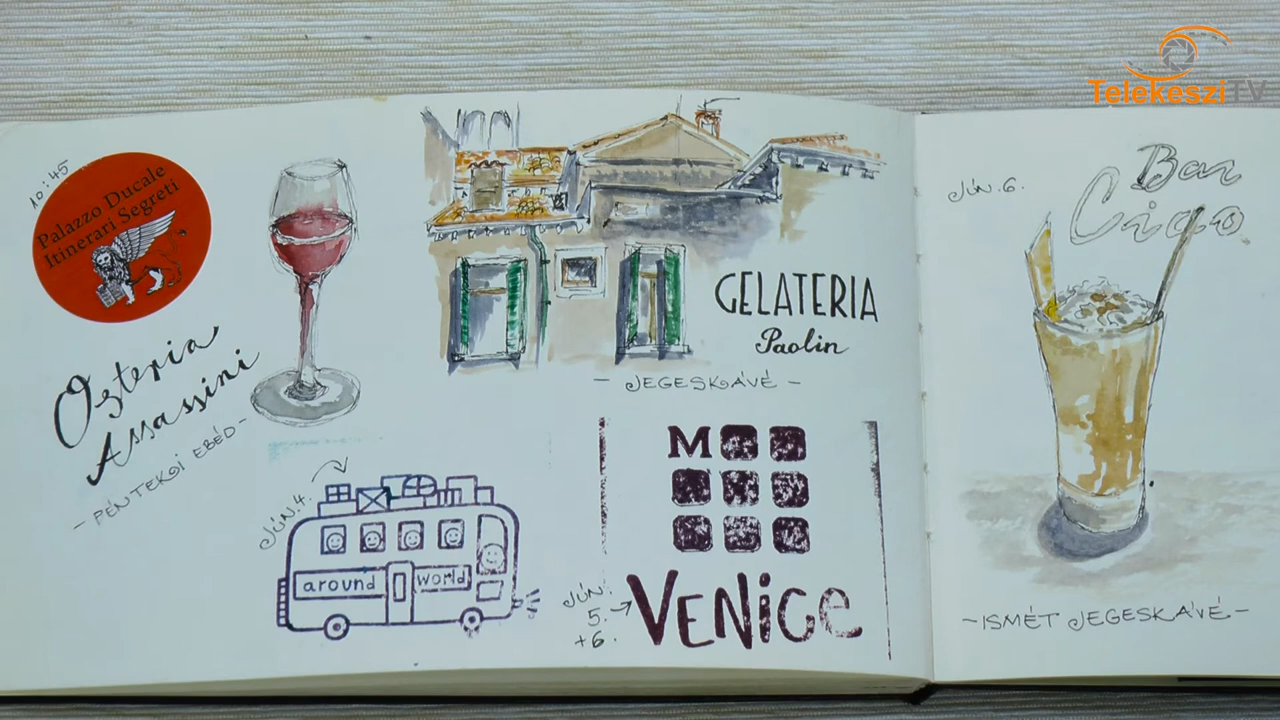 TelekesziTV
10:45
Palazzo Ducale
Itinerari Segreti
Osteria
Assassini
- PÉNTEKI EBÉD -
GELATERIA
Paolin
- JEGESKÁVÉ -
JÚN.4.
around world
M
VENiCe
JÚN.
5.
+6.
JÚN.6.
Bar
Ciao
- ISMÉT JEGESKÁVÉ -